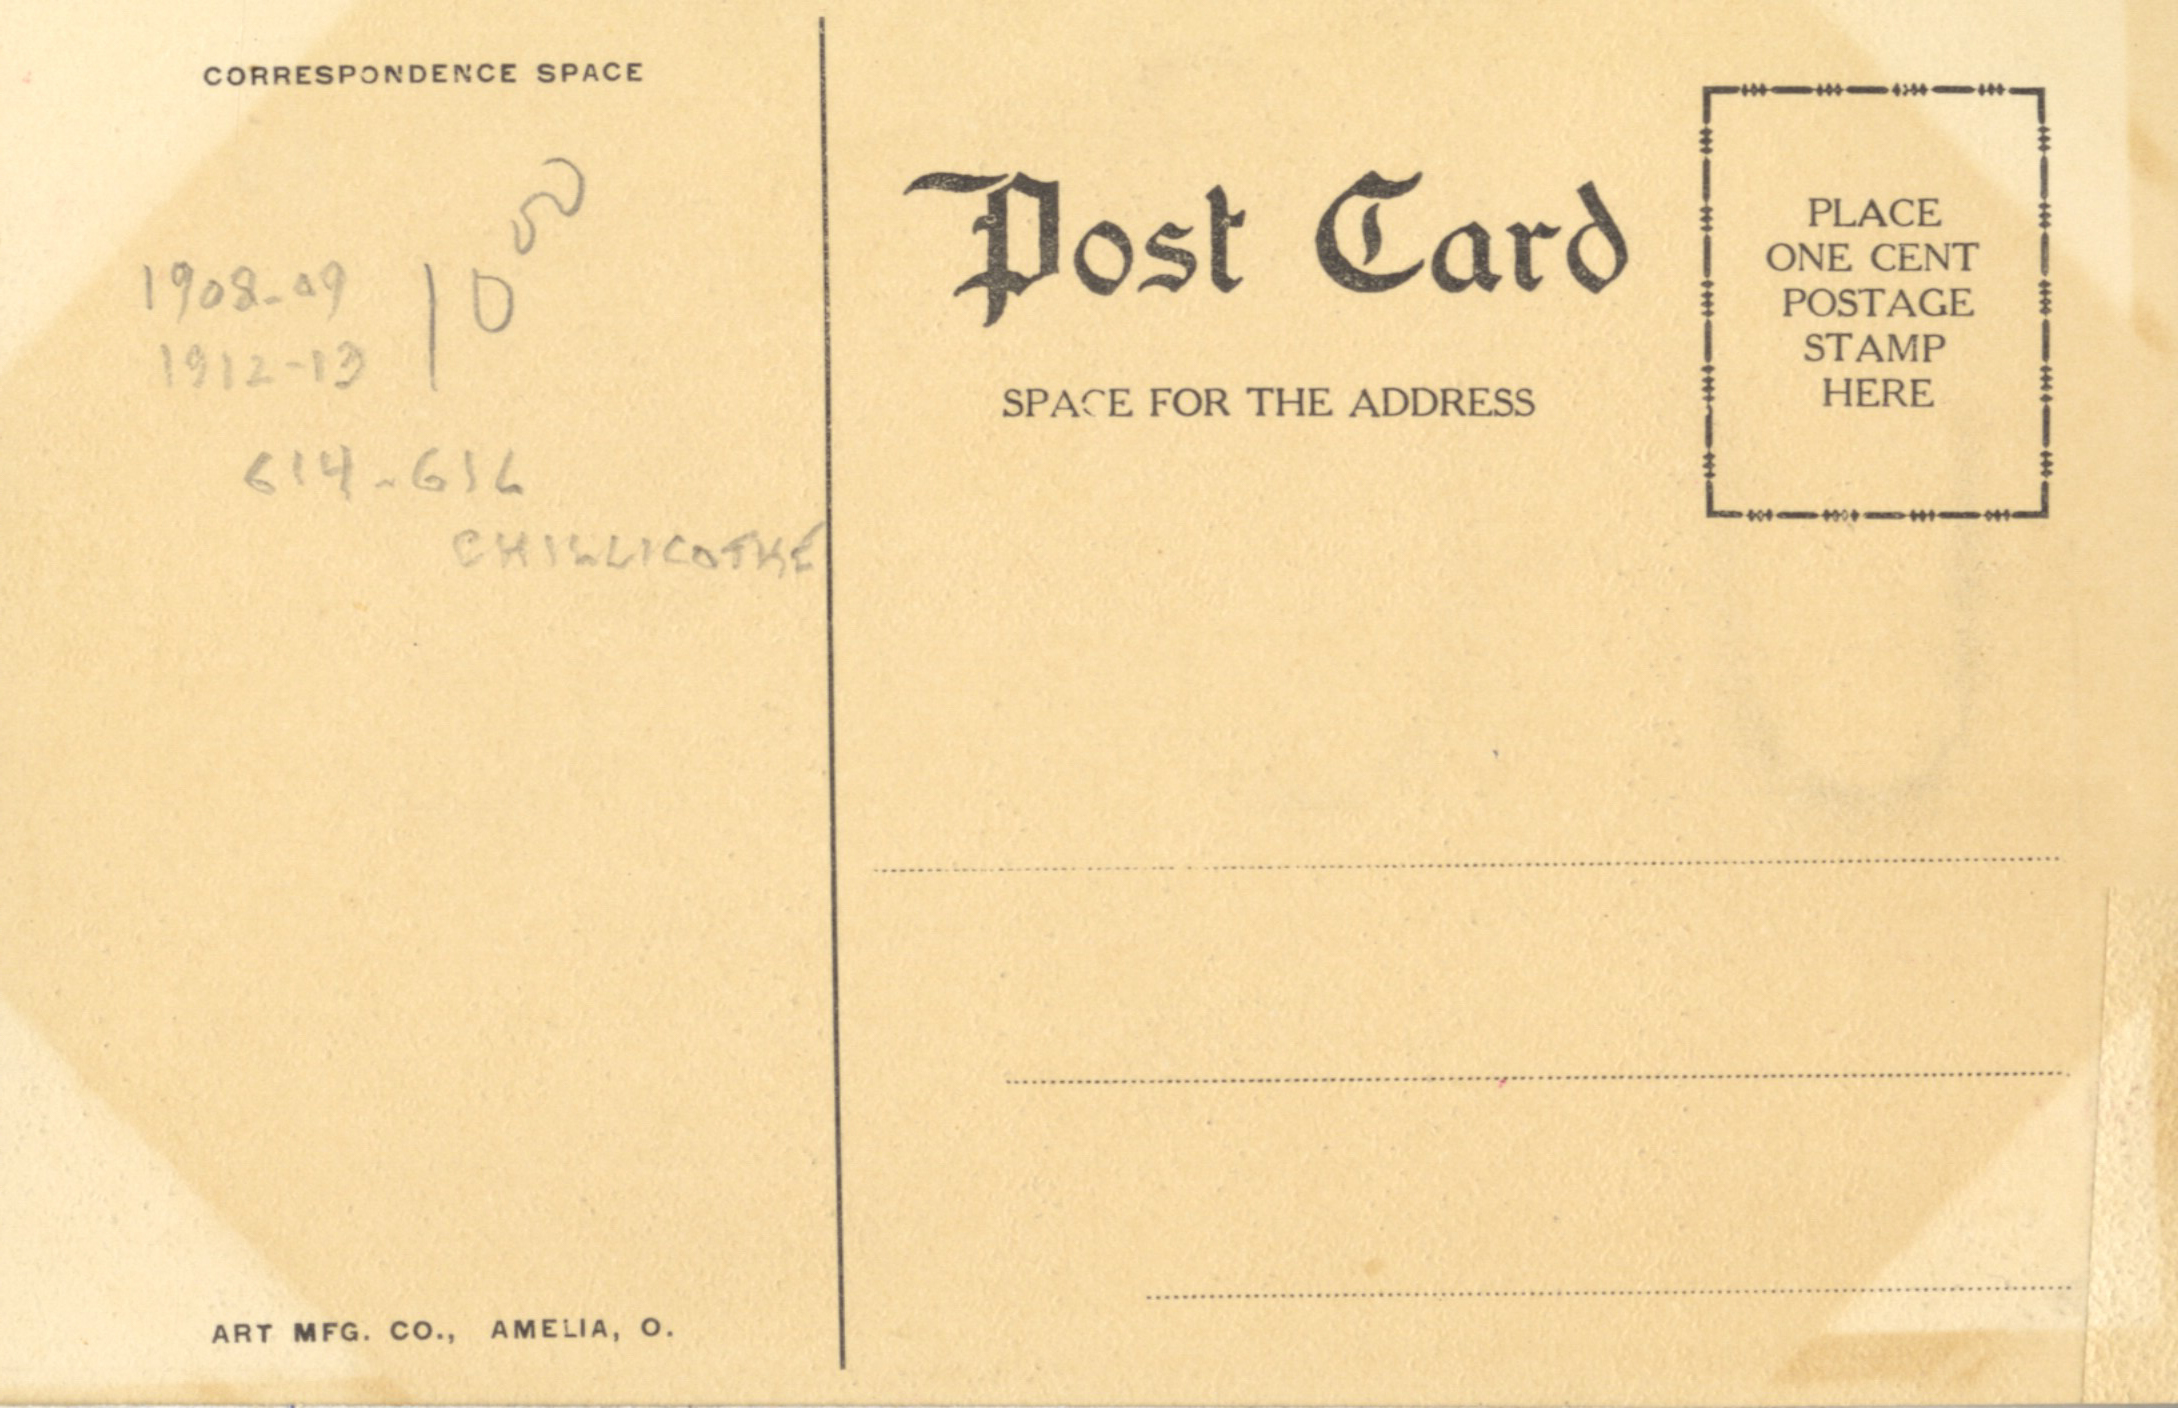 CORRESPONDENCE SPACE
50
1908-09 | 0
1912-13
614-616
CHILLICOTHE
ART MFG. CO., AMELIA, O.
Post Card
SPACE FOR THE ADDRESS
PLACE
ONE CENT
POSTAGE
STAMP
HERE